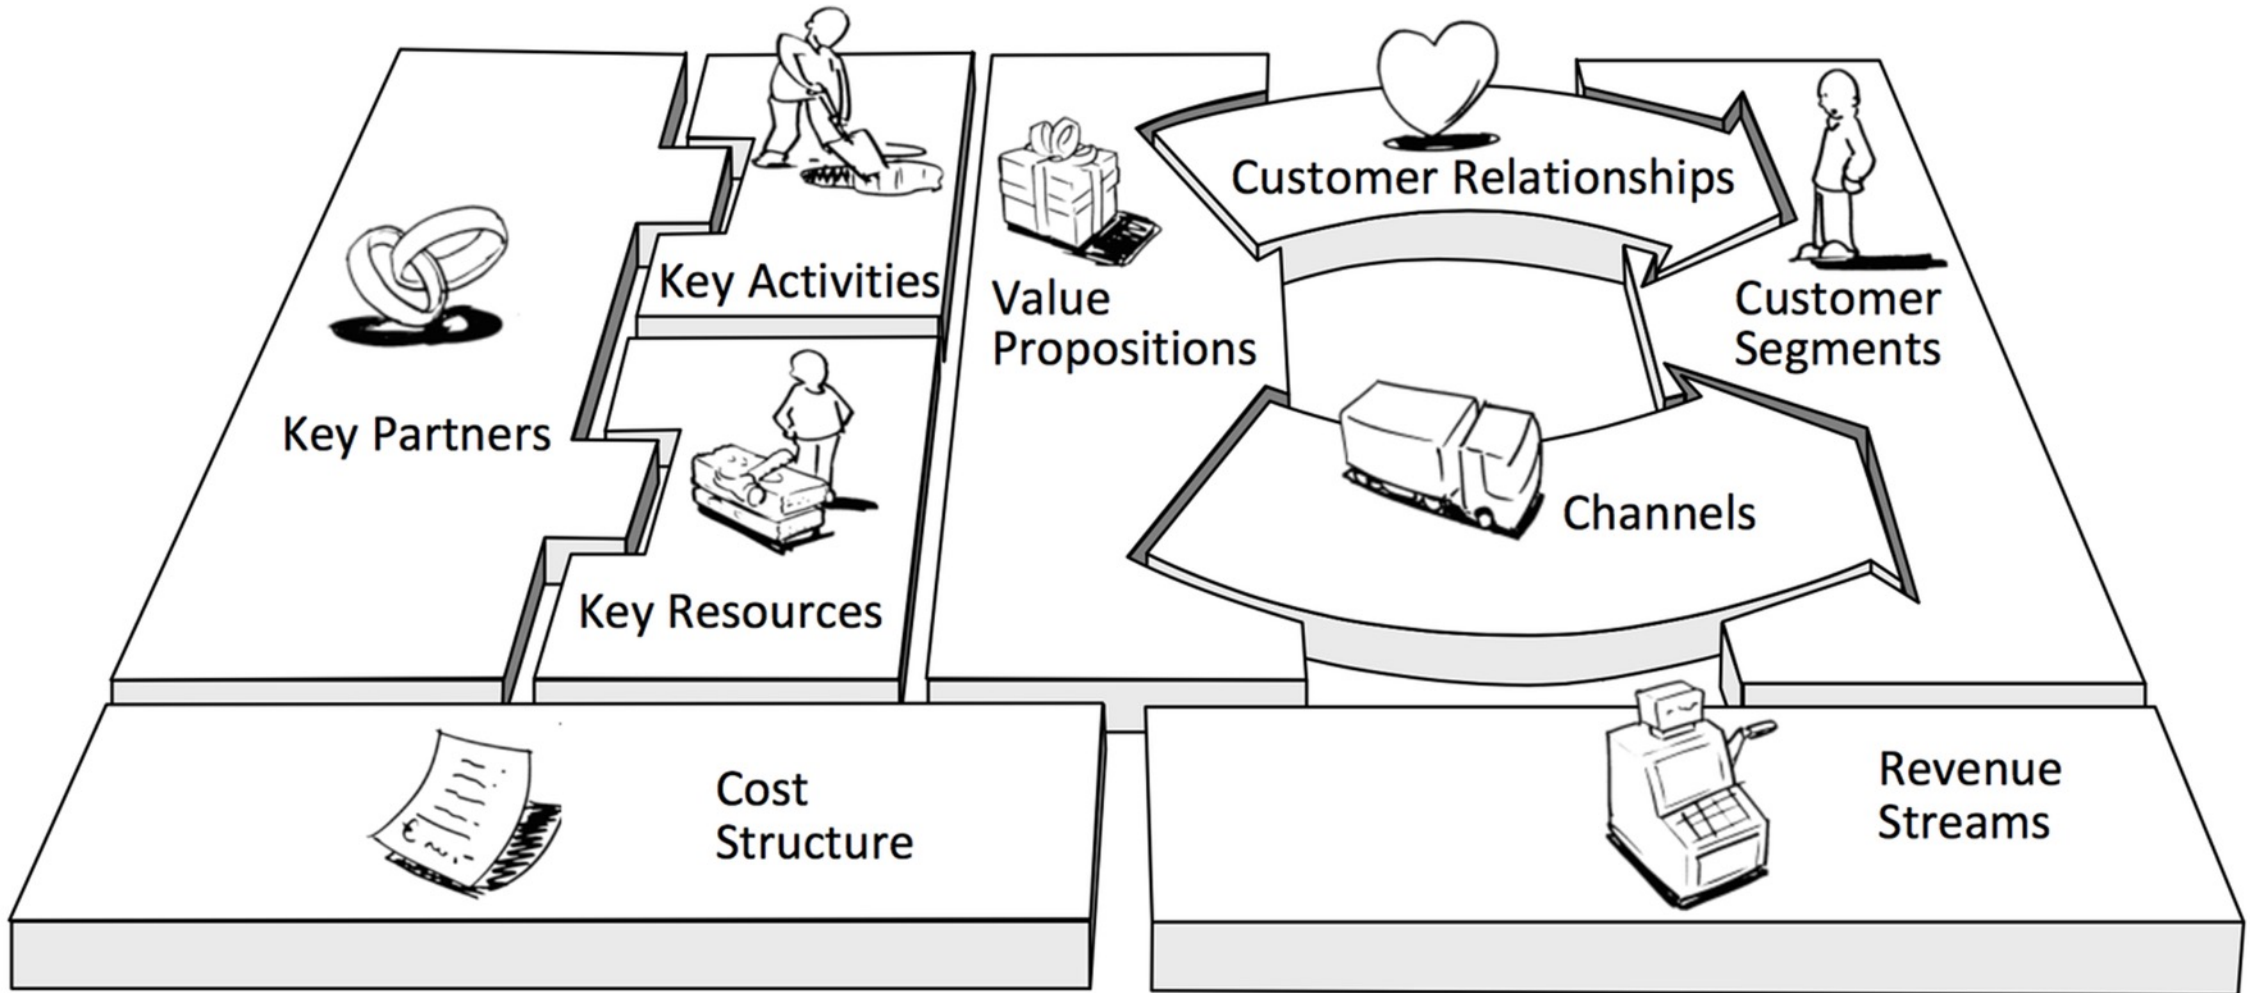 Key Partners
Key Activities
Key Resources
Value
Propositions
Customer Relationships
Channels
Customer
Segments
Cost
Structure
Revenue
Streams